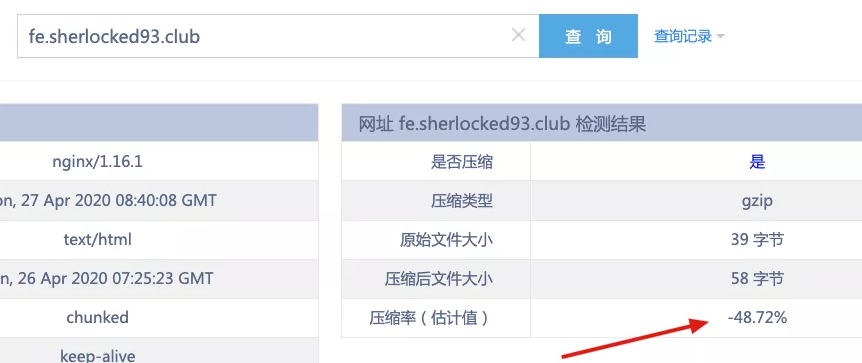 fe.sherlocked93.club
查 询
查询记录
网址 fe.sherlocked93.club 检测结果
nginx/1.16.1
是否压缩 是
on, 27 Apr 2020 08:40:08 GMT
压缩类型 gzip
text/html
原始文件大小 39 字节
n, 26 Apr 2020 07:25:23 GMT
压缩后文件大小 58 字节
chunked
压缩率（估计值） -48.72%
keep-alive